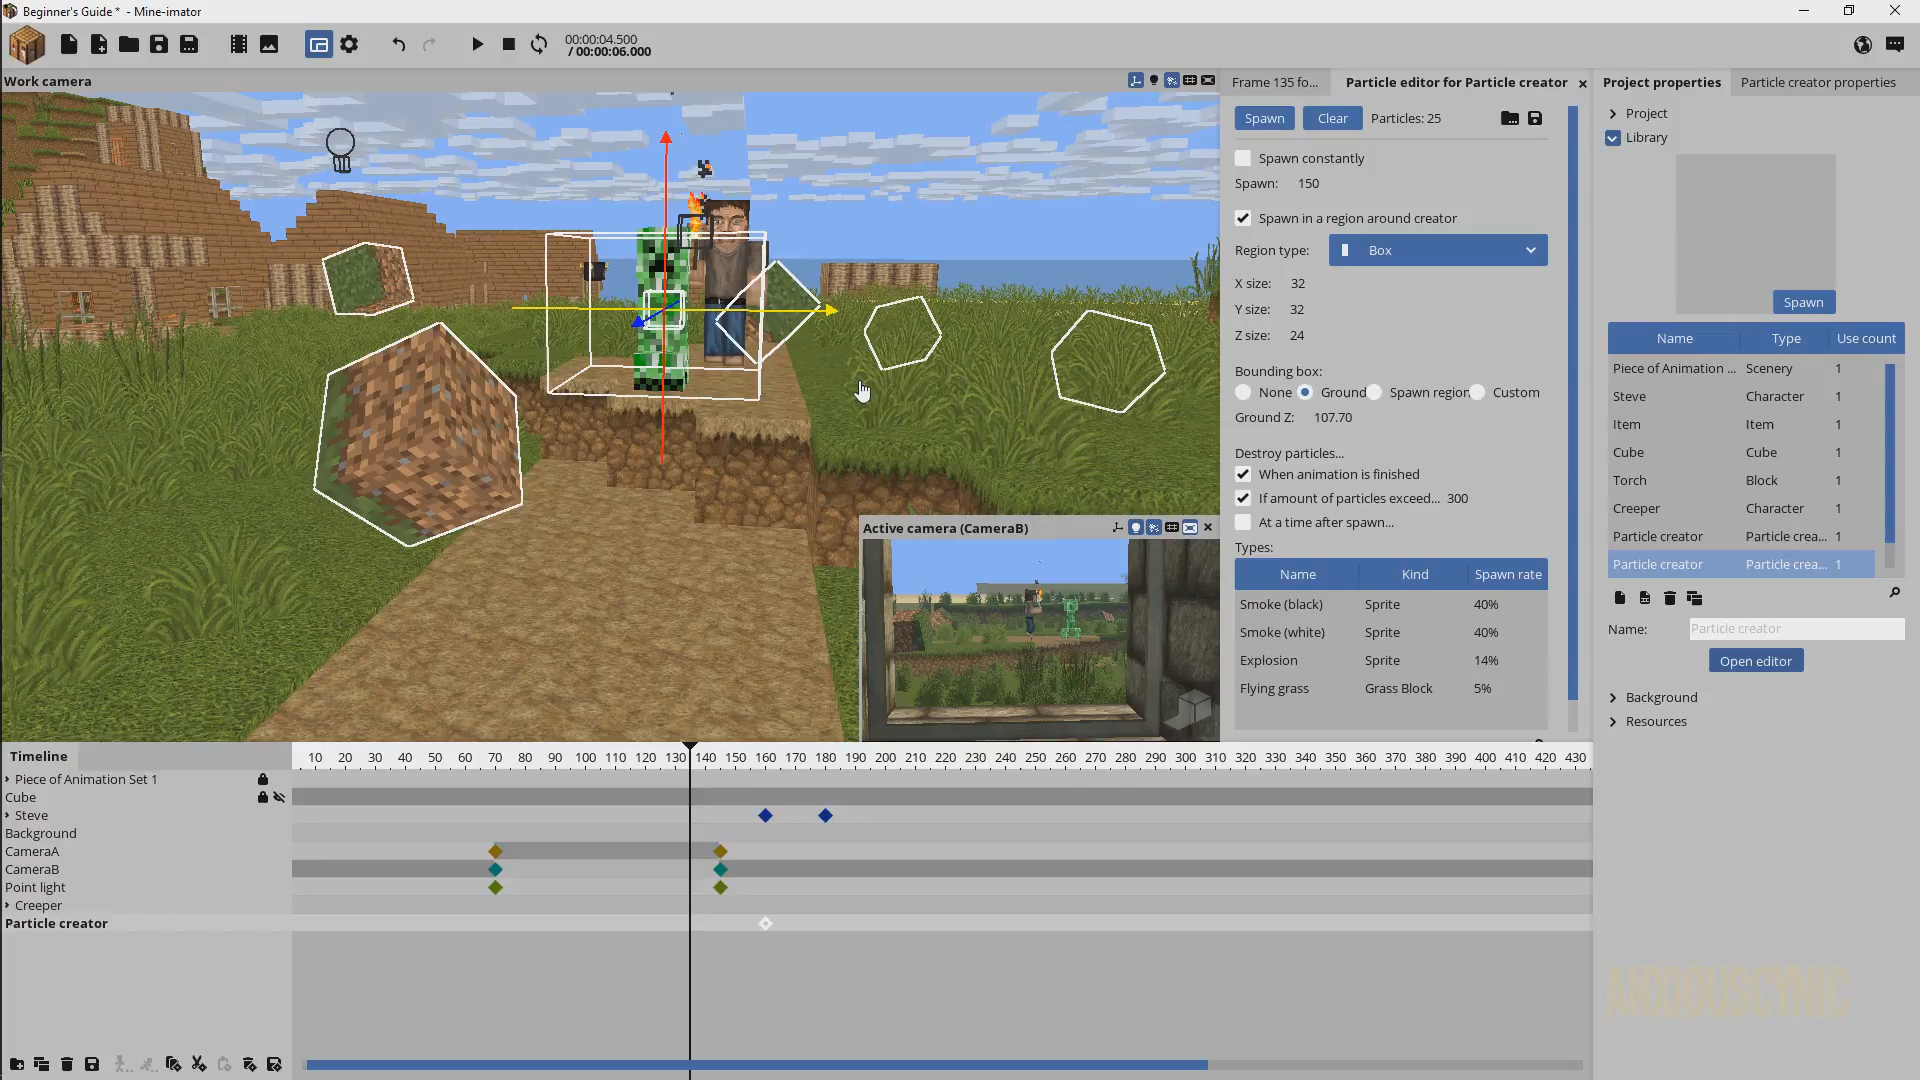 Beginner's Guide * - Mine-imator
00:00:04.500
/ 00:00:06.000
Work camera
Frame 135 fo...
Particle editor for Particle creator
Project properties
Particle creator properties
Spawn
Clear
Particles: 25
Spawn constantly
Spawn: 150
Spawn in a region around creator
Region type: Box
X size: 32
Y size: 32
Z size: 24
Bounding box:
None Ground Spawn region Custom
Ground Z: 107.70
Destroy particles...
When animation is finished
If amount of particles exceed... 300
At a time after spawn...
Types:
Name Kind Spawn rate
Smoke (black) Sprite 40%
Smoke (white) Sprite 40%
Explosion Sprite 14%
Flying grass Grass Block 5%
Project
Library
Spawn
Name Type Use count
Piece of Animation ... Scenery 1
Steve Character 1
Item Item 1
Cube Cube 1
Torch Block 1
Creeper Character 1
Particle creator Particle crea... 1
Particle creator Particle crea... 1
Name: Particle creator
Open editor
Background
Resources
Active camera (CameraB)
Timeline
10 20 30 40 50 60 70 80 90 100 110 120 130 140 150 160 170 180 190 200 210 220 230 240 250 260 270 280 290 300 310 320 330 340 350 360 370 380 390 400 410 420 430
Piece of Animation Set 1
Cube
Steve
Background
CameraA
CameraB
Point light
Creeper
Particle creator
ANXIOUSCYNIC